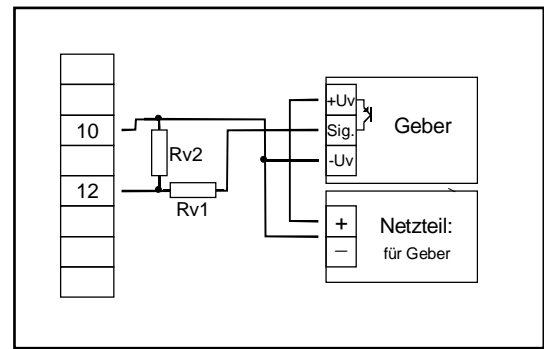 10
12
Rv2
Rv1
+Uv
Sig.
-Uv
Geber
+
−
Netzteil:
für Geber